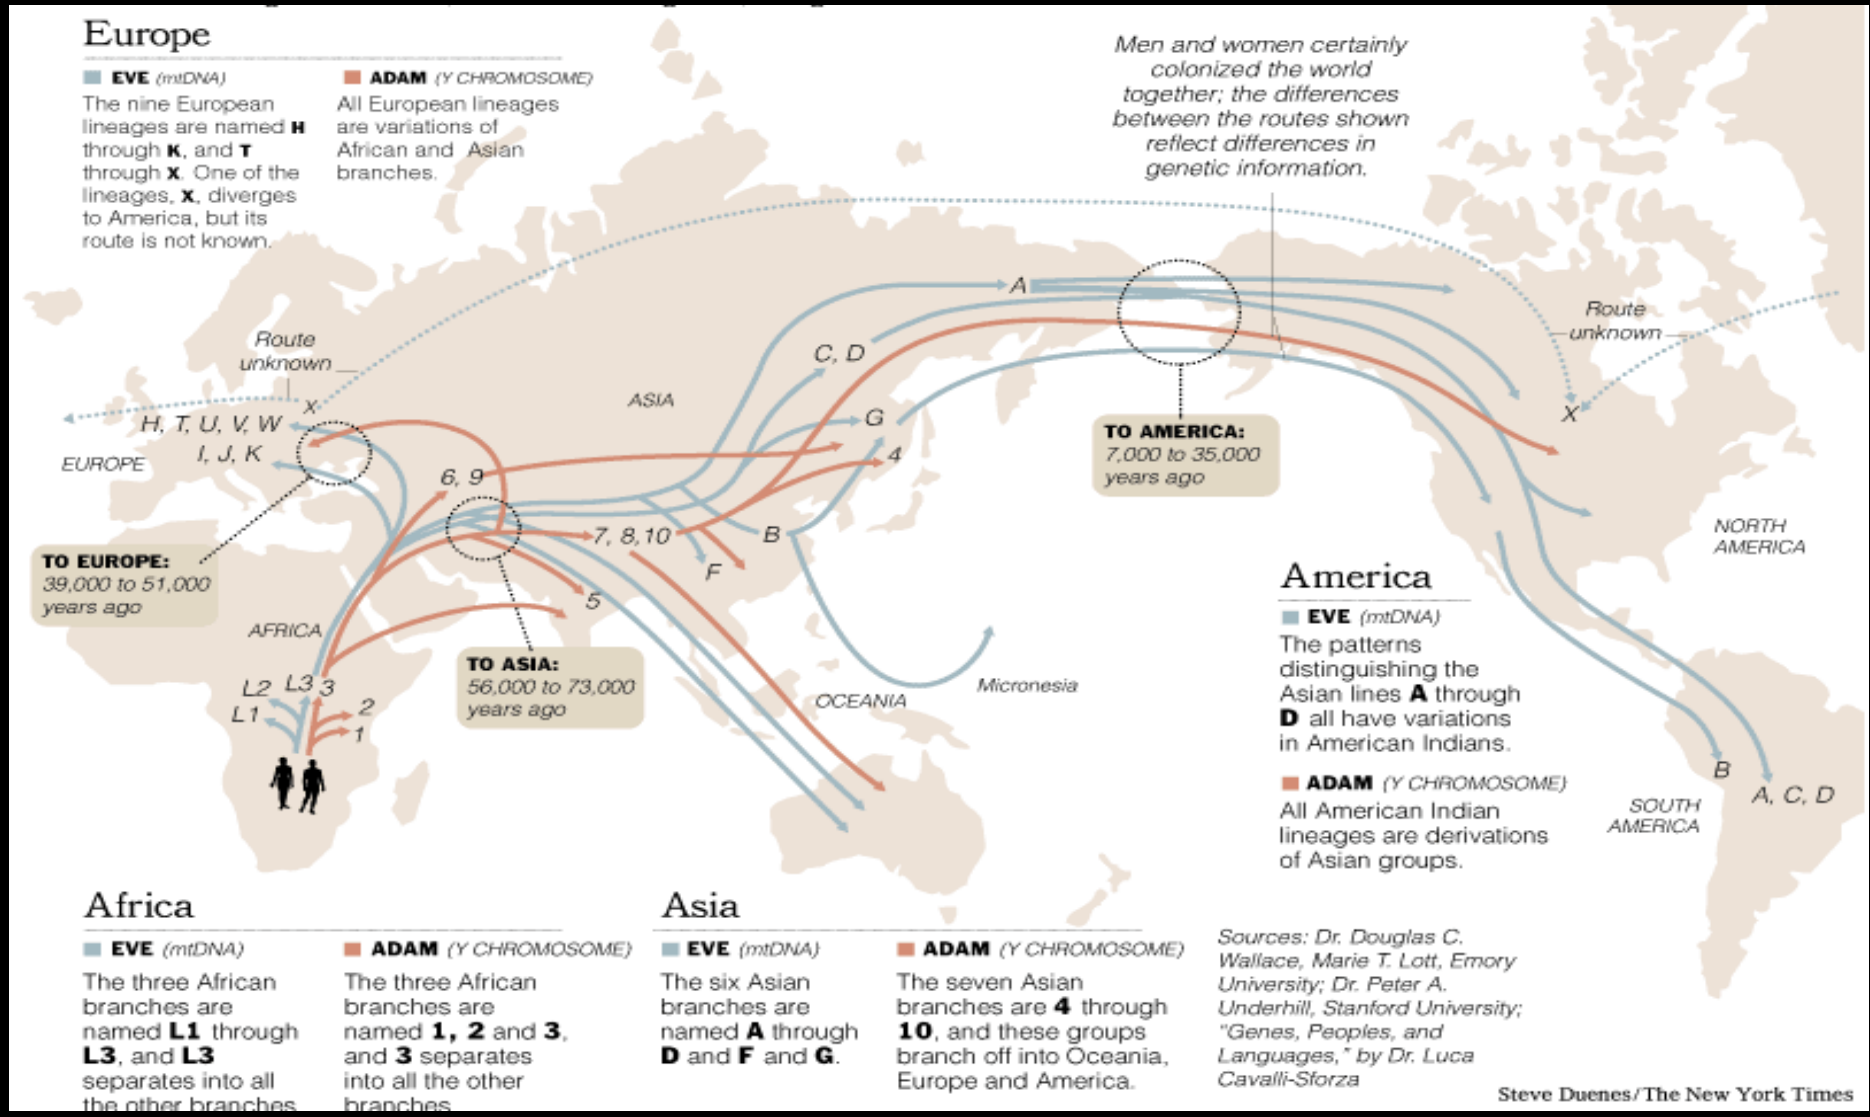 Europe
EVE (mtDNA)
The nine European
lineages are named H
through K, and T
through X. One of the
lineages, X, diverges
to America, but its
route is not known.
ADAM (Y CHROMOSOME)
All European lineages
are variations of
African and Asian
branches.
Men and women certainly
colonized the world
together; the differences
between the routes shown
reflect differences in
genetic information.
Route
unknown
X
H, T, U, V, W
I, J, K
EUROPE
ASIA
A
C, D
G
4
6, 9
7, 8,10
B
F
5
Route
unknown
X
TO AMERICA:
7,000 to 35,000
years ago
TO EUROPE:
39,000 to 51,000
years ago
TO ASIA:
56,000 to 73,000
years ago
AFRICA
L2
L3
3
L1
2
1
OCEANIA
Micronesia
NORTH
AMERICA
America
EVE (mtDNA)
The patterns
distinguishing the
Asian lines A through
D all have variations
in American Indians.
ADAM (Y CHROMOSOME)
All American Indian
lineages are derivations
of Asian groups.
B
A, C, D
SOUTH
AMERICA
Africa
EVE (mtDNA)
The three African
branches are
named L1 through
L3, and L3
separates into all
the other branches
ADAM (Y CHROMOSOME)
The three African
branches are
named 1, 2 and 3,
and 3 separates
into all the other
branches
Asia
EVE (mtDNA)
The six Asian
branches are
named A through
D and F and G.
ADAM (Y CHROMOSOME)
The seven Asian
branches are 4 through
10, and these groups
branch off into Oceania,
Europe and America.
Sources: Dr. Douglas C.
Wallace, Marie T. Lott, Emory
University; Dr. Peter A.
Underhill, Stanford University;
"Genes, Peoples, and
Languages," by Dr. Luca
Cavalli-Sforza
Steve Duenes/The New York Times